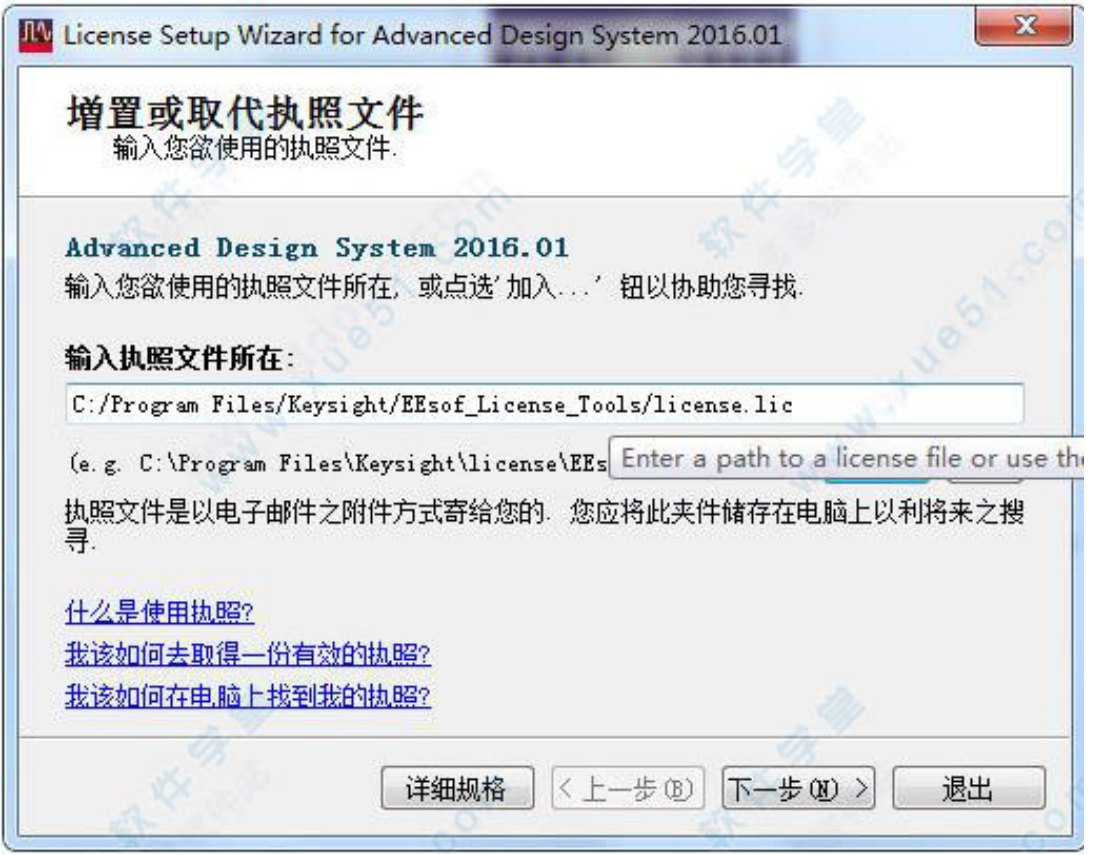 License Setup Wizard for Advanced Design System 2016.01
增置或取代执照文件
输入您欲使用的执照文件.
Advanced Design System 2016.01
输入您欲使用的执照文件所在, 或点选'加入...' 钮以协助您寻找.
输入执照文件所在:
C:/Program Files/Keysight/EEsof_License_Tools/license.lic
(e.g. C:\Program Files\Keysight\license\EEs
Enter a path to a license file or use the
执照文件是以电子邮件之附件方式寄给您的. 您应将此夹件储存在电脑上以利将来之搜
寻.
什么是使用执照?
我该如何去取得一份有效的执照?
我该如何在电脑上找到我的执照?
详细规格
< 上一步(B)
下一步(N) >
退出
软件学堂
www.xue51.com